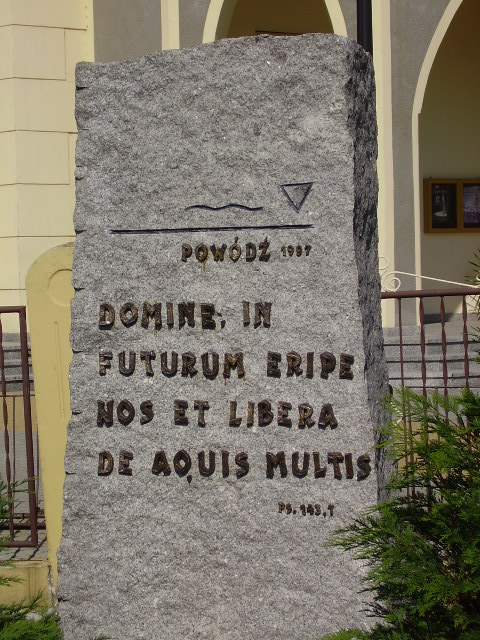 POWÓDŹ 1997
DOMINE; IN
FUTURUM ERIPE
NOS ET LIBERA
DE AQUIS MULTIS
PS. 143,7